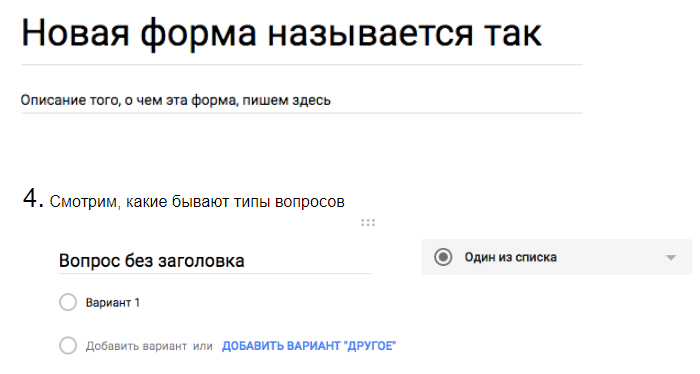 Новая форма называется так
Описание того, о чем эта форма, пишем здесь
4. Смотрим, какие бывают типы вопросов
Вопрос без заголовка
Один из списка
Вариант 1
Добавить вариант или ДОБАВИТЬ ВАРИАНТ "ДРУГОЕ"